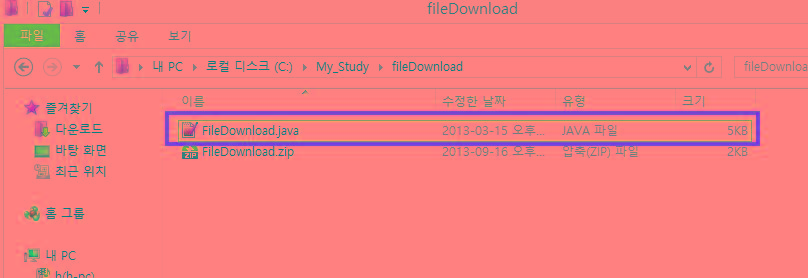 fileDownload
파일 홈 공유 보기
내 PC 로컬 디스크 (C:) My_Study fileDownload fileDownloa
이름 수정한 날짜 유형 크기
즐겨찾기
다운로드
바탕 화면
최근 위치
홈 그룹
내 PC
h(h-pc)
FileDownload.java 2013-03-15 오후... JAVA 파일 5KB
FileDownload.zip 2013-09-16 오후... 압축(ZIP) 파일 2KB
ZIP